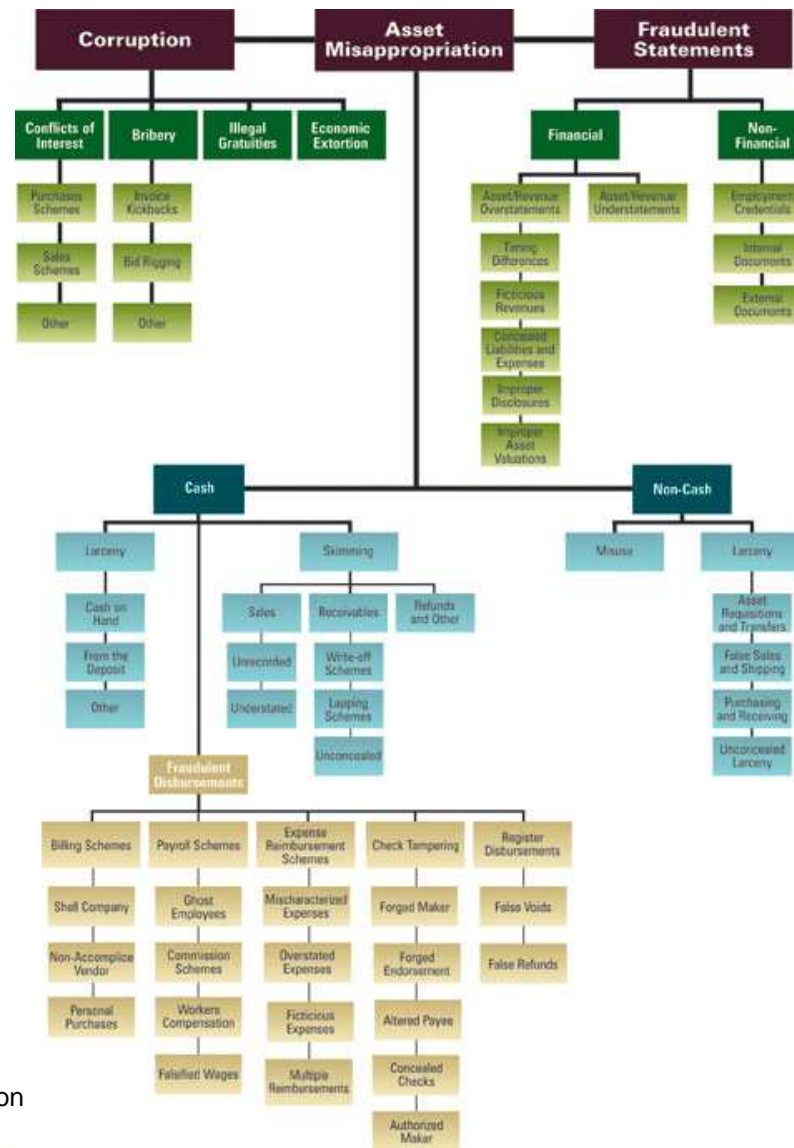 Corruption
Asset
Misappropriation
Fraudulent
Statements
Conflicts of
Interest
Bribery
Illegal
Gratuities
Economic
Extortion
Financial
Non-
Financial
Purchases
Schemes
Invoice
Kickbacks
Asset/Revenue
Overstatements
Asset/Revenue
Understatements
Employment
Credentials
Sales
Schemes
Bid Rigging
Timing
Differences
Internal
Documents
Other
Other
Ficticious
Revenues
External
Documents
Concealed
Liabilities and
Expenses
Improper
Disclosures
Improper
Asset
Valuations
Cash
Non-Cash
Larceny
Skimming
Misuse
Larceny
Cash on
Hand
Sales
Receivables
Refunds
and Other
Asset
Requisitions
and Transfers
From the
Deposit
Unrecorded
Write-off
Schemes
False Sales
and Shipping
Other
Understated
Lapping
Schemes
Purchasing
and Receiving
Unconcealed
Unconcealed
Larceny
Fraudulent
Disbursements
Billing Schemes
Payroll Schemes
Expense
Reimbursement
Schemes
Check Tampering
Register
Disbursements
Shell Company
Ghost
Employees
Mischaracterized
Expenses
Forged Maker
False Voids
Non-Accomplice
Vendor
Commission
Schemes
Overstated
Expenses
Forged
Endorsement
False Refunds
Personal
Purchases
Workers
Compensation
Ficticious
Expenses
Altered Payee
Falsified Wages
Multiple
Reimbursements
Concealed
Checks
Authorized
Maker
on